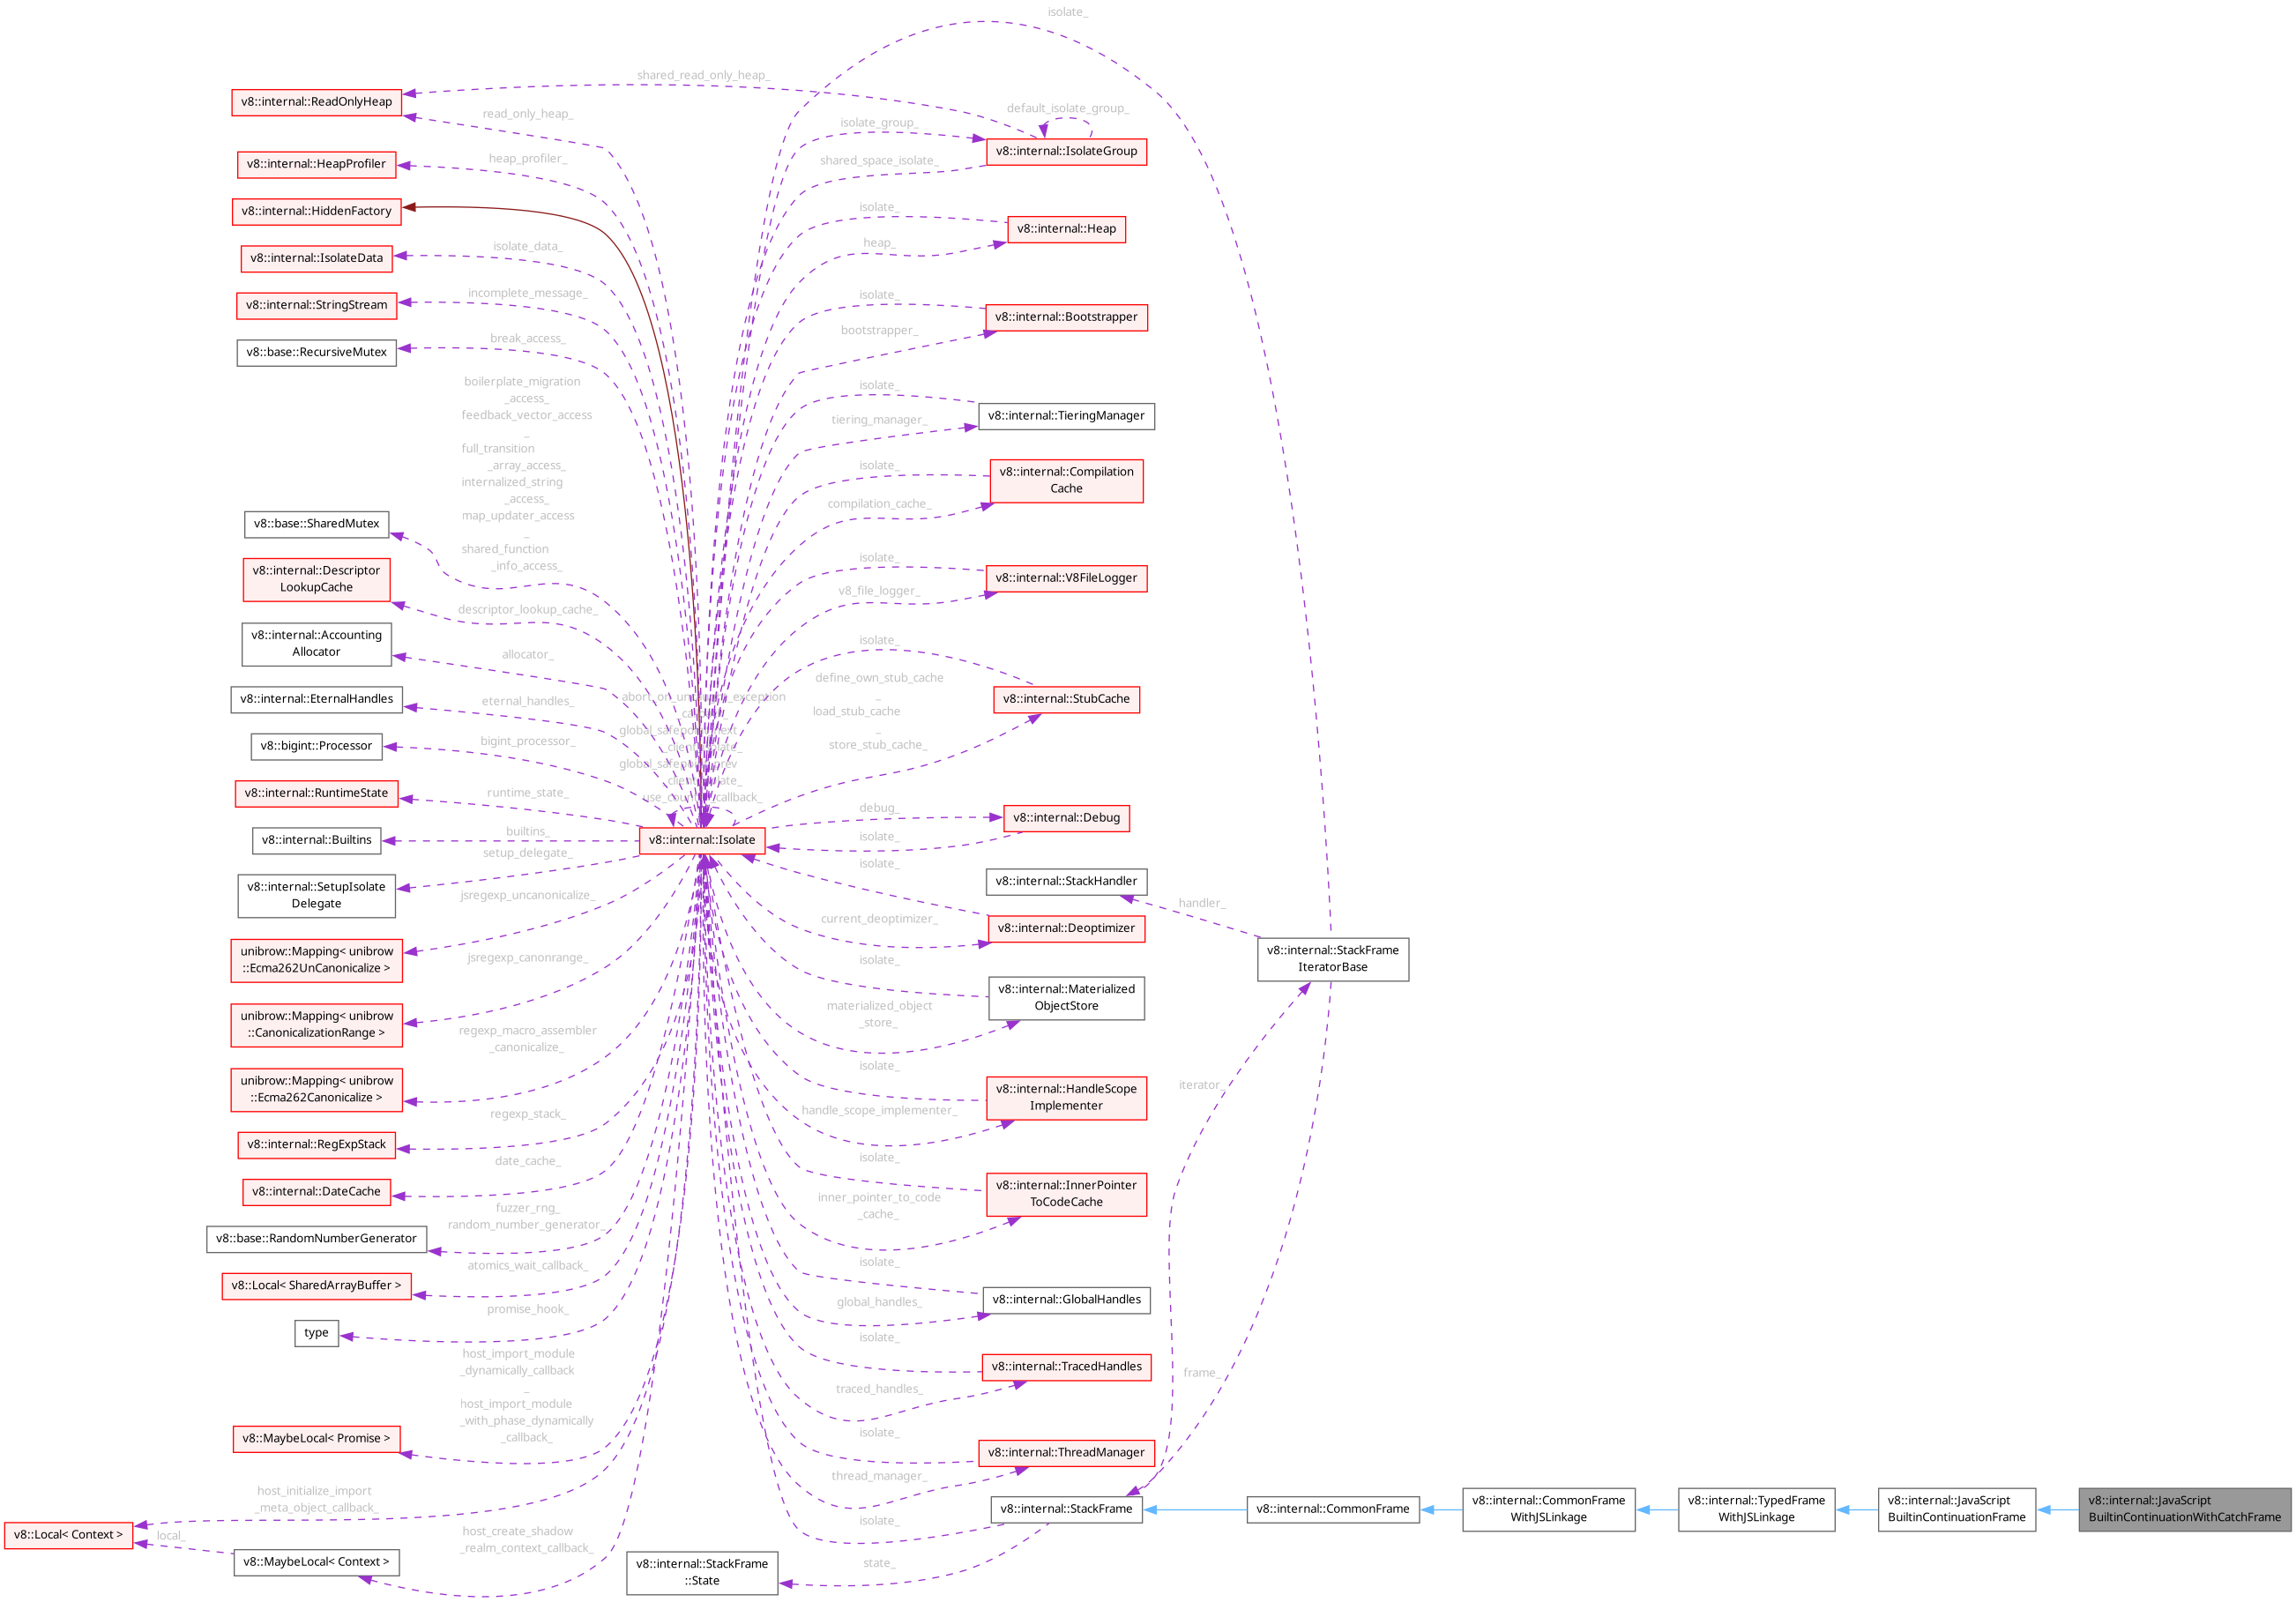 isolate_
shared_read_only_heap_
v8::internal::ReadOnlyHeap
read_only_heap_
default_isolate_group_
isolate_group_
v8::internal::IsolateGroup
shared_space_isolate_
v8::internal::HeapProfiler
heap_profiler_
v8::internal::HiddenFactory
isolate_
v8::internal::Heap
heap_
v8::internal::IsolateData
isolate_data_
v8::internal::StringStream
incomplete_message_
isolate_
v8::internal::Bootstrapper
bootstrapper_
v8::base::RecursiveMutex
break_access_
isolate_
v8::internal::TieringManager
tiering_manager_
boilerplate_migration
_access_
feedback_vector_access
_
full_transition
_array_access_
internalized_string
_access_
map_updater_access
_
shared_function
_info_access_
isolate_
v8::internal::Compilation
Cache
compilation_cache_
v8::base::SharedMutex
v8::internal::Descriptor
LookupCache
descriptor_lookup_cache_
isolate_
v8::internal::V8FileLogger
v8_file_logger_
v8::internal::Accounting
Allocator
allocator_
isolate_
v8::internal::StubCache
define_own_stub_cache
_
load_stub_cache
_
store_stub_cache_
v8::internal::EternalHandles
eternal_handles_
v8::bigint::Processor
bigint_processor_
abort_on_uncaught_exception
global_safepoint_next
_client_isolate_
global_safepoint_prev
_client_isolate_
use_counter_callback_
v8::internal::RuntimeState
runtime_state_
v8::internal::Builtins
builtins_
v8::internal::Isolate
debug_
v8::internal::Debug
isolate_
v8::internal::SetupIsolate
Delegate
setup_delegate_
isolate_
v8::internal::StackHandler
handler_
v8::internal::Deoptimizer
current_deoptimizer_
unibrow::Mapping< unibrow
::Ecma262UnCanonicalize >
jsregexp_uncanonicalize_
v8::internal::StackFrame
IteratorBase
isolate_
v8::internal::Materialized
ObjectStore
materialized_object
_store_
unibrow::Mapping< unibrow
::CanonicalizationRange >
jsregexp_canonrange_
unibrow::Mapping< unibrow
::Ecma262Canonicalize >
regexp_macro_assembler
_canonicalize_
isolate_
v8::internal::HandleScope
Implementer
handle_scope_implementer_
iterator_
v8::internal::RegExpStack
regexp_stack_
v8::internal::DateCache
date_cache_
isolate_
v8::internal::InnerPointer
ToCodeCache
inner_pointer_to_code
_cache_
v8::base::RandomNumberGenerator
fuzzer_rng_
random_number_generator_
v8::Local< SharedArrayBuffer >
atomics_wait_callback_
isolate_
v8::internal::GlobalHandles
global_handles_
type
promise_hook_
isolate_
v8::internal::TracedHandles
traced_handles_
frame_
host_import_module
_dynamically_callback
_
host_import_module
_with_phase_dynamically
_callback_
v8::MaybeLocal< Promise >
isolate_
v8::internal::ThreadManager
thread_manager_
host_initialize_import
_meta_object_callback_
v8::Local< Context >
local_
v8::MaybeLocal< Context >
host_create_shadow
_realm_context_callback_
isolate_
v8::internal::StackFrame
v8::internal::CommonFrame
v8::internal::CommonFrame
WithJSLinkage
v8::internal::TypedFrame
WithJSLinkage
v8::internal::JavaScript
BuiltinContinuationFrame
v8::internal::JavaScript
BuiltinContinuationWithCatchFrame
v8::internal::StackFrame
::State
state_